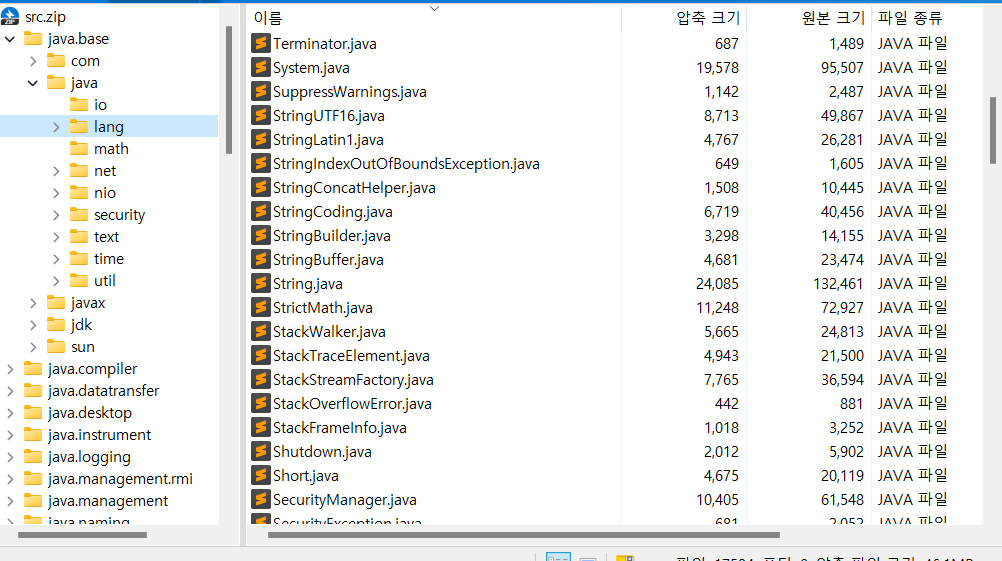 src.zip
java.base
com
java
io
lang
math
net
nio
security
text
time
util
javax
jdk
sun
java.compiler
java.datatransfer
java.desktop
java.instrument
java.logging
java.management.rmi
java.management
java.naming
이름 압축 크기 원본 크기 파일 종류
Terminator.java 687 1,489 JAVA 파일
System.java 19,578 95,507 JAVA 파일
SuppressWarnings.java 1,142 2,487 JAVA 파일
StringUTF16.java 8,713 49,867 JAVA 파일
StringLatin1.java 4,767 26,281 JAVA 파일
StringIndexOutOfBoundsException.java 649 1,605 JAVA 파일
StringConcatHelper.java 1,508 10,445 JAVA 파일
StringCoding.java 6,719 40,456 JAVA 파일
StringBuilder.java 3,298 14,155 JAVA 파일
StringBuffer.java 4,681 23,474 JAVA 파일
String.java 24,085 132,461 JAVA 파일
StrictMath.java 11,248 72,927 JAVA 파일
StackWalker.java 5,665 24,813 JAVA 파일
StackTraceElement.java 4,943 21,500 JAVA 파일
StackStreamFactory.java 7,765 36,594 JAVA 파일
StackOverflowError.java 442 881 JAVA 파일
StackFrameInfo.java 1,018 3,252 JAVA 파일
Shutdown.java 2,012 5,902 JAVA 파일
Short.java 4,675 20,119 JAVA 파일
SecurityManager.java 10,405 61,548 JAVA 파일
SecurityException.java 681 2,052 JAVA 파일